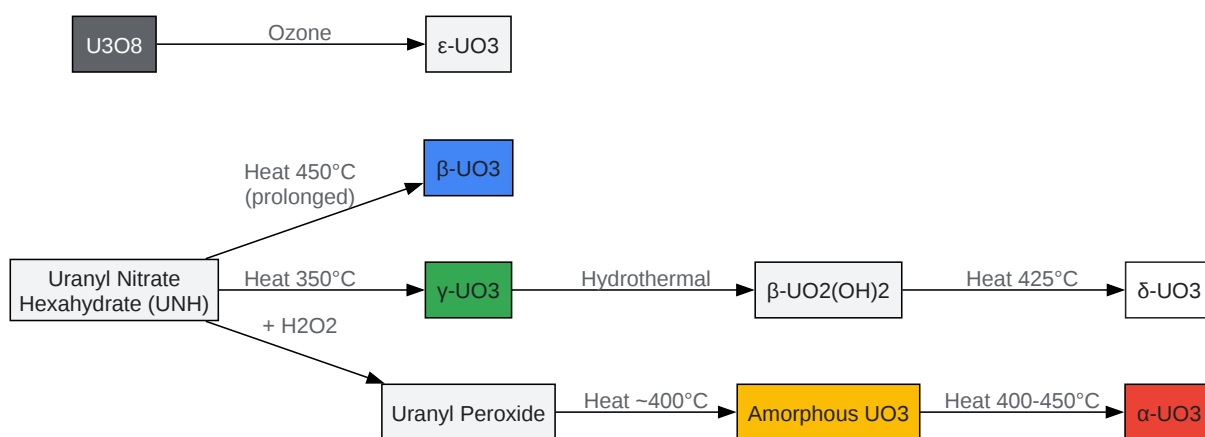 U3O8
Ozone
ε-UO3
Heat 450°C
(prolonged)
β-UO3
Uranyl Nitrate
Hexahydrate (UNH)
Heat 350°C
γ-UO3
Hydrothermal
β-UO2(OH)2
Heat 425°C
δ-UO3
+ H2O2
Uranyl Peroxide
Heat ~400°C
Amorphous UO3
Heat 400-450°C
α-UO3